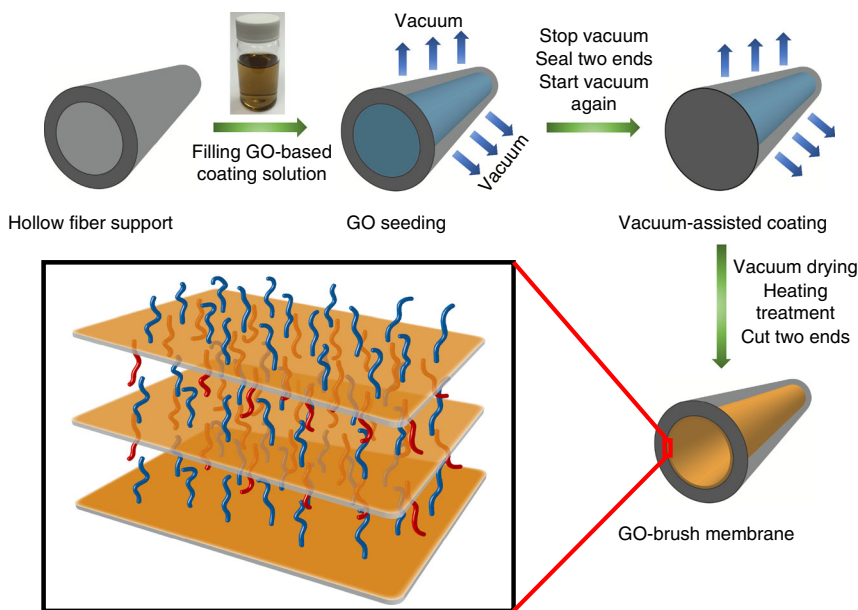 Vacuum
Filling GO-based
coating solution
Vacuum
Stop vacuum
Seal two ends
Start vacuum
again
Hollow fiber support
GO seeding
Vacuum-assisted coating
Vacuum drying
Heating
treatment
Cut two ends
GO-brush membrane